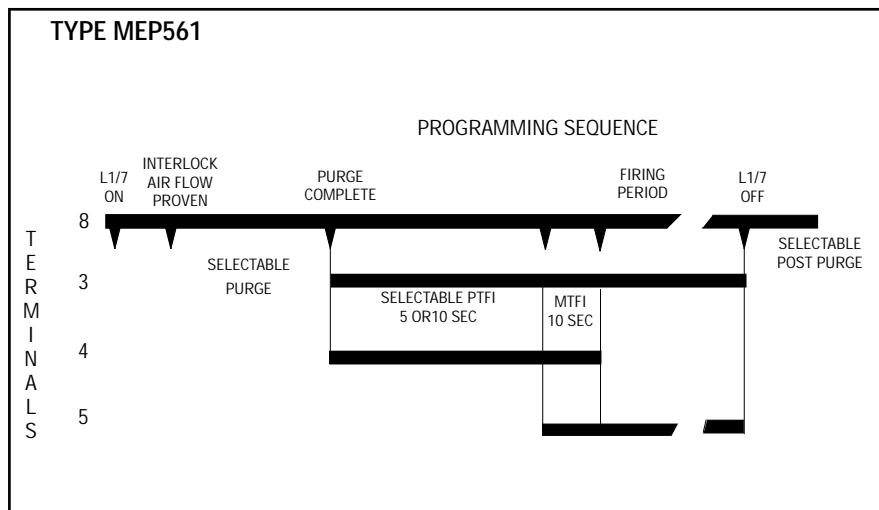 TYPE MEP561
PROGRAMMING SEQUENCE
L1/7
ON
INTERLOCK
AIR FLOW
PROVEN
PURGE
COMPLETE
FIRING
PERIOD
L1/7
OFF
TERMINALS
8
SELECTABLE
POST PURGE
SELECTABLE
PURGE
3
SELECTABLE PTFI
5 OR10 SEC
MTFI
10 SEC
4
5